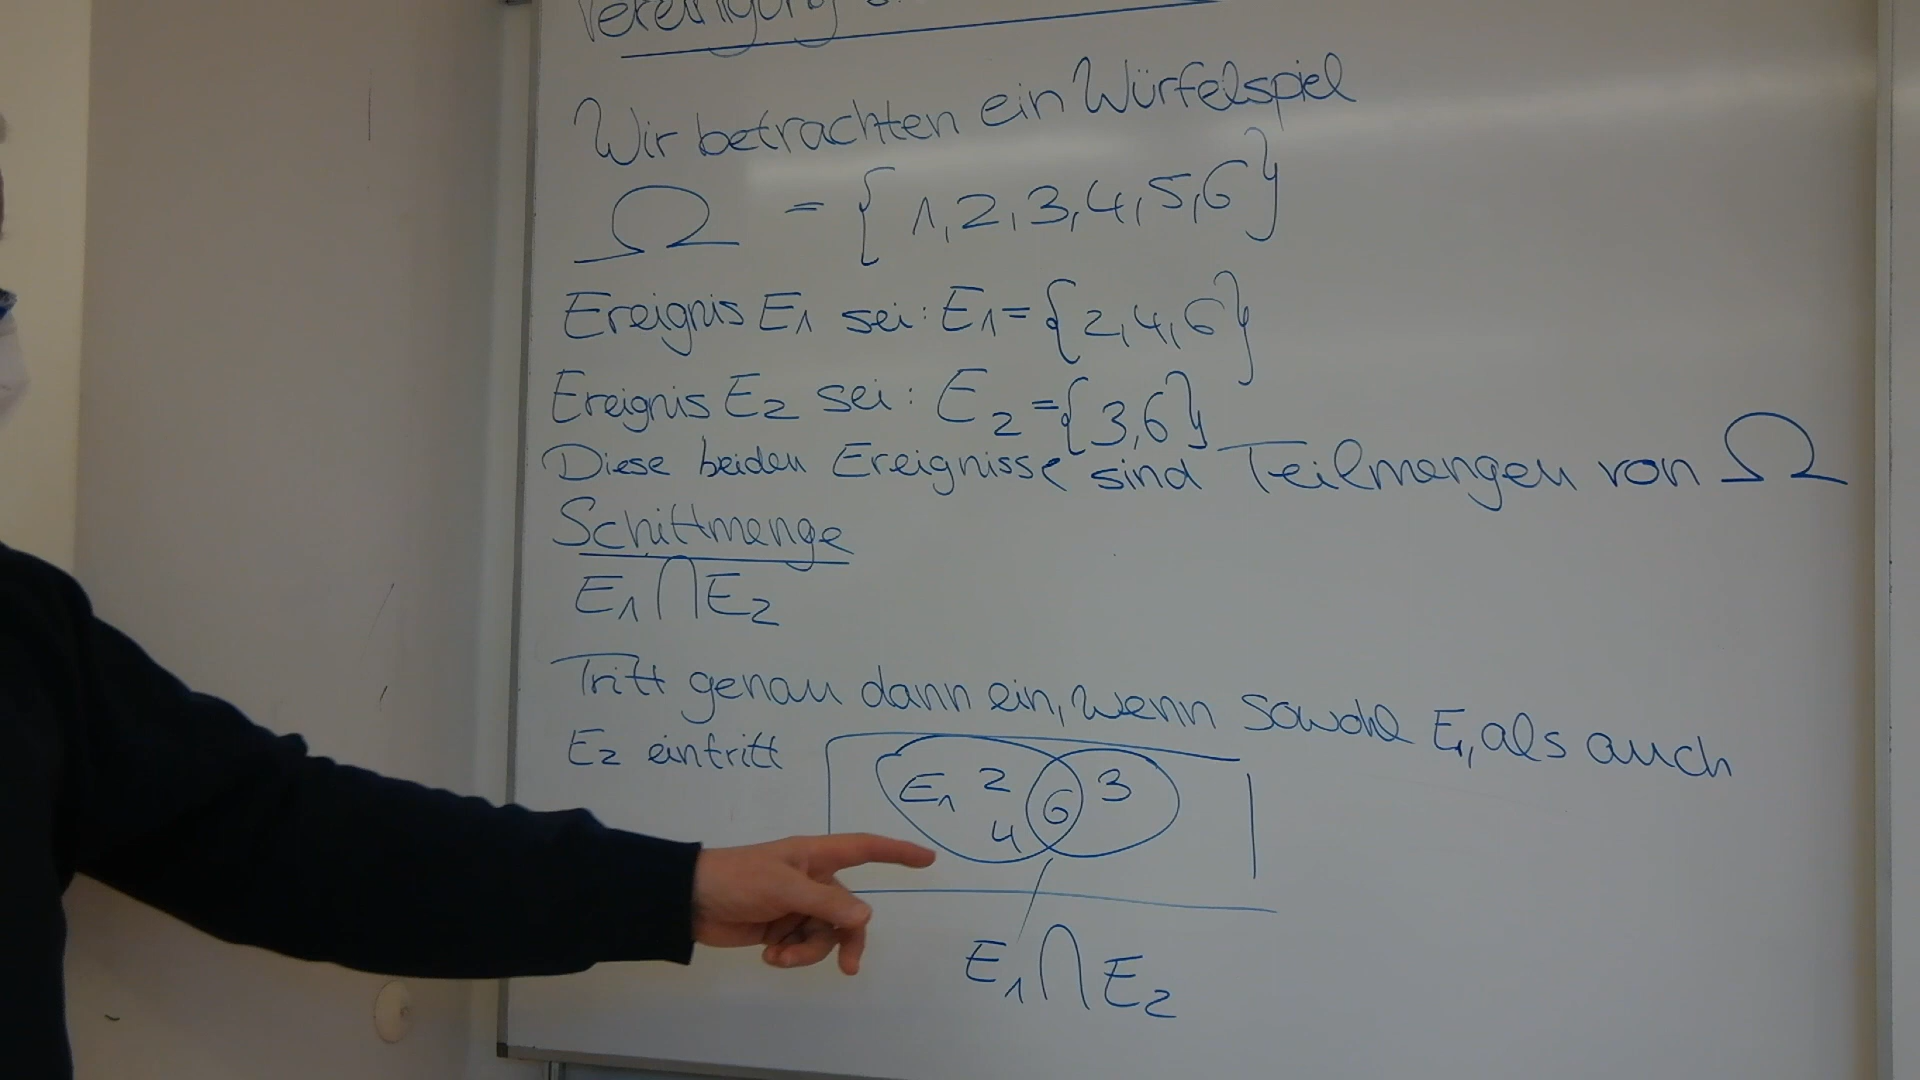 Vereinigung
Wir betrachten ein Würfelspiel
Ω = {1,2,3,4,5,6}
Ereignis E1 sei: E1={2,4,6}
Ereignis E2 sei: E2={3,6}
Diese beiden Ereignisse sind Teilmengen von Ω
Schittmenge
E1∩E2
Tritt genau dann ein, wenn sowohl E1, als auch
E2 eintritt
E1 2 6 3
4
E1∩E2